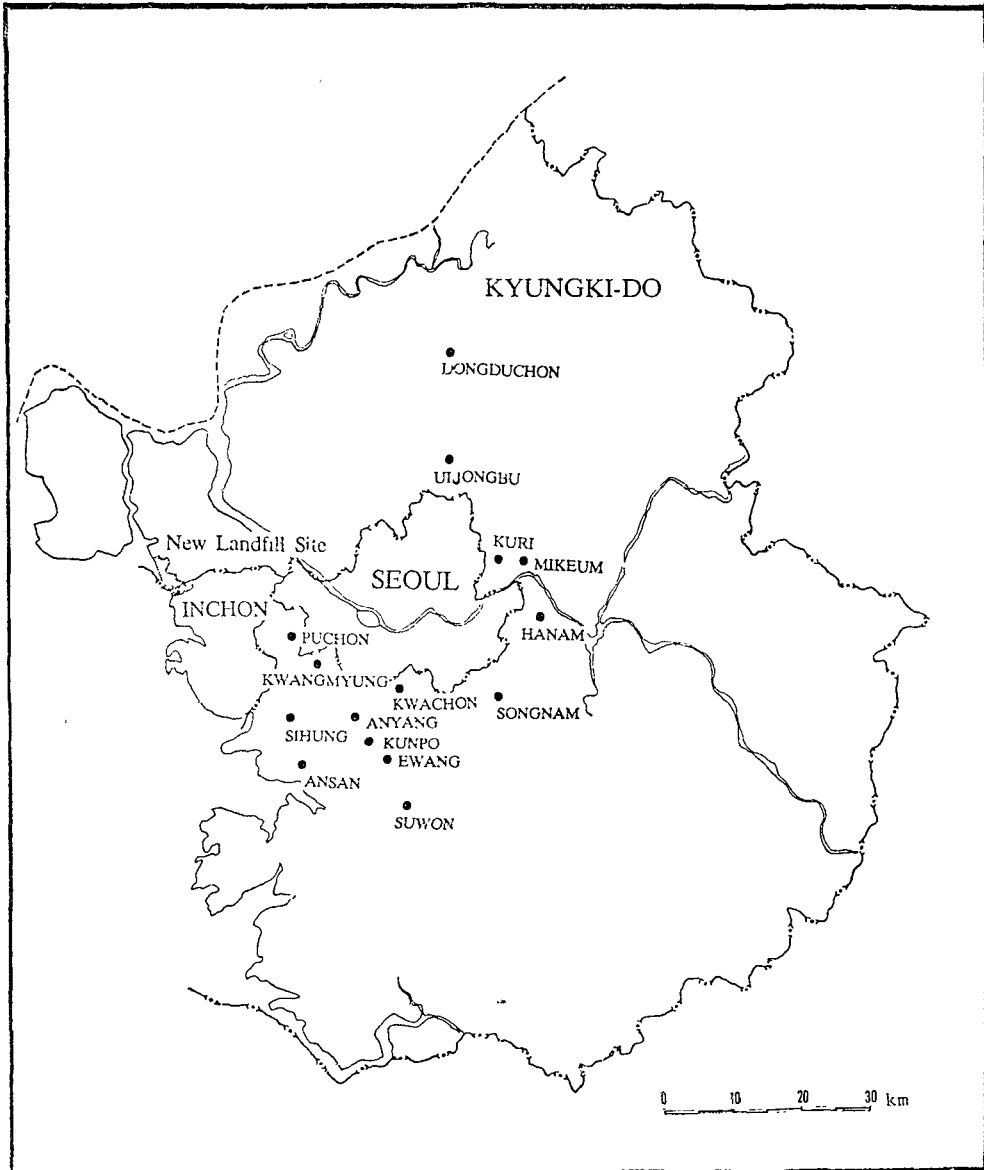 KYUNGKI-DO
DONGDUCHON
UIJONGBU
KURI
MIKEUM
New Landfill Site
SEOUL
INCHON
HANAM
PUCHON
KWANGMYUNG
KWACHON
SONGNAM
SIHUNG
ANYANG
KUNPO
EWANG
ANSAN
SUWON
0 10 20 30 km